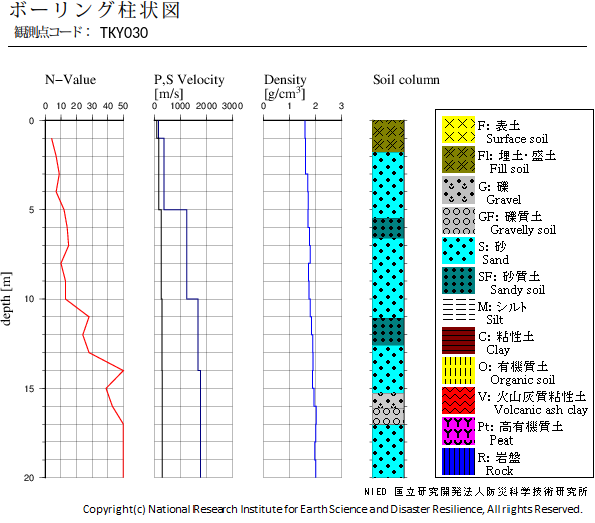 ボーリング柱状図
観測点コード： TKY030
N−Value
0 10 20 30 40 50
P,S Velocity
[m/s]
0 1000 2000 3000
Density
[g/cm³]
0 1 2 3
Soil column
depth [m]
0
5
10
15
20
F: 表土
Surface soil
Fl: 埋土・盛土
Fill soil
G: 礫
Gravel
GF: 礫質土
Gravelly soil
S: 砂
Sand
SF: 砂質土
Sandy soil
M: シルト
Silt
C: 粘性土
Clay
O: 有機質土
Organic soil
V: 火山灰質粘性土
Volcanic ash clay
Pt: 高有機質土
Peat
R: 岩盤
Rock
NIED 国立研究開発法人防災科学技術研究所
Copyright(c) National Research Institute for Earth Science and Disaster Resilience, All rights Reserved.